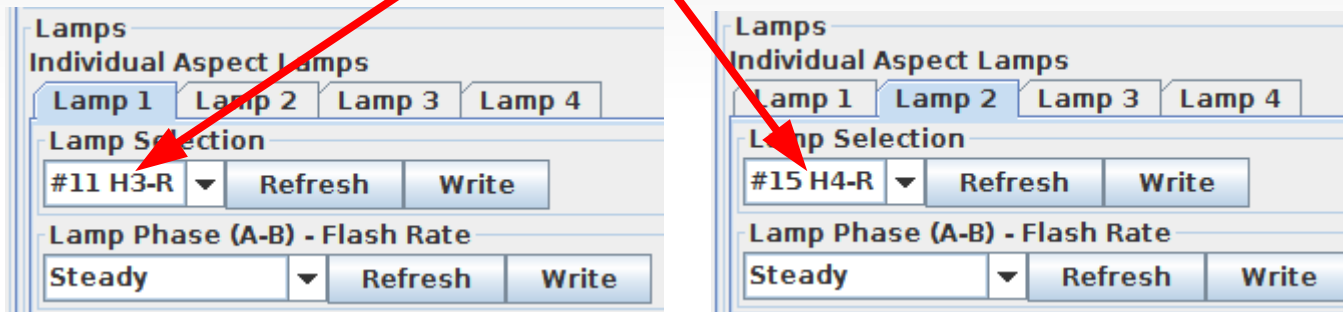 Lamps
Individual Aspect Lamps
Lamp 1 Lamp 2 Lamp 3 Lamp 4
Lamp Selection
#11 H3-R Refresh Write
Lamp Phase (A-B) - Flash Rate
Steady Refresh Write
Lamps
Individual Aspect Lamps
Lamp 1 Lamp 2 Lamp 3 Lamp 4
Lamp Selection
#15 H4-R Refresh Write
Lamp Phase (A-B) - Flash Rate
Steady Refresh Write